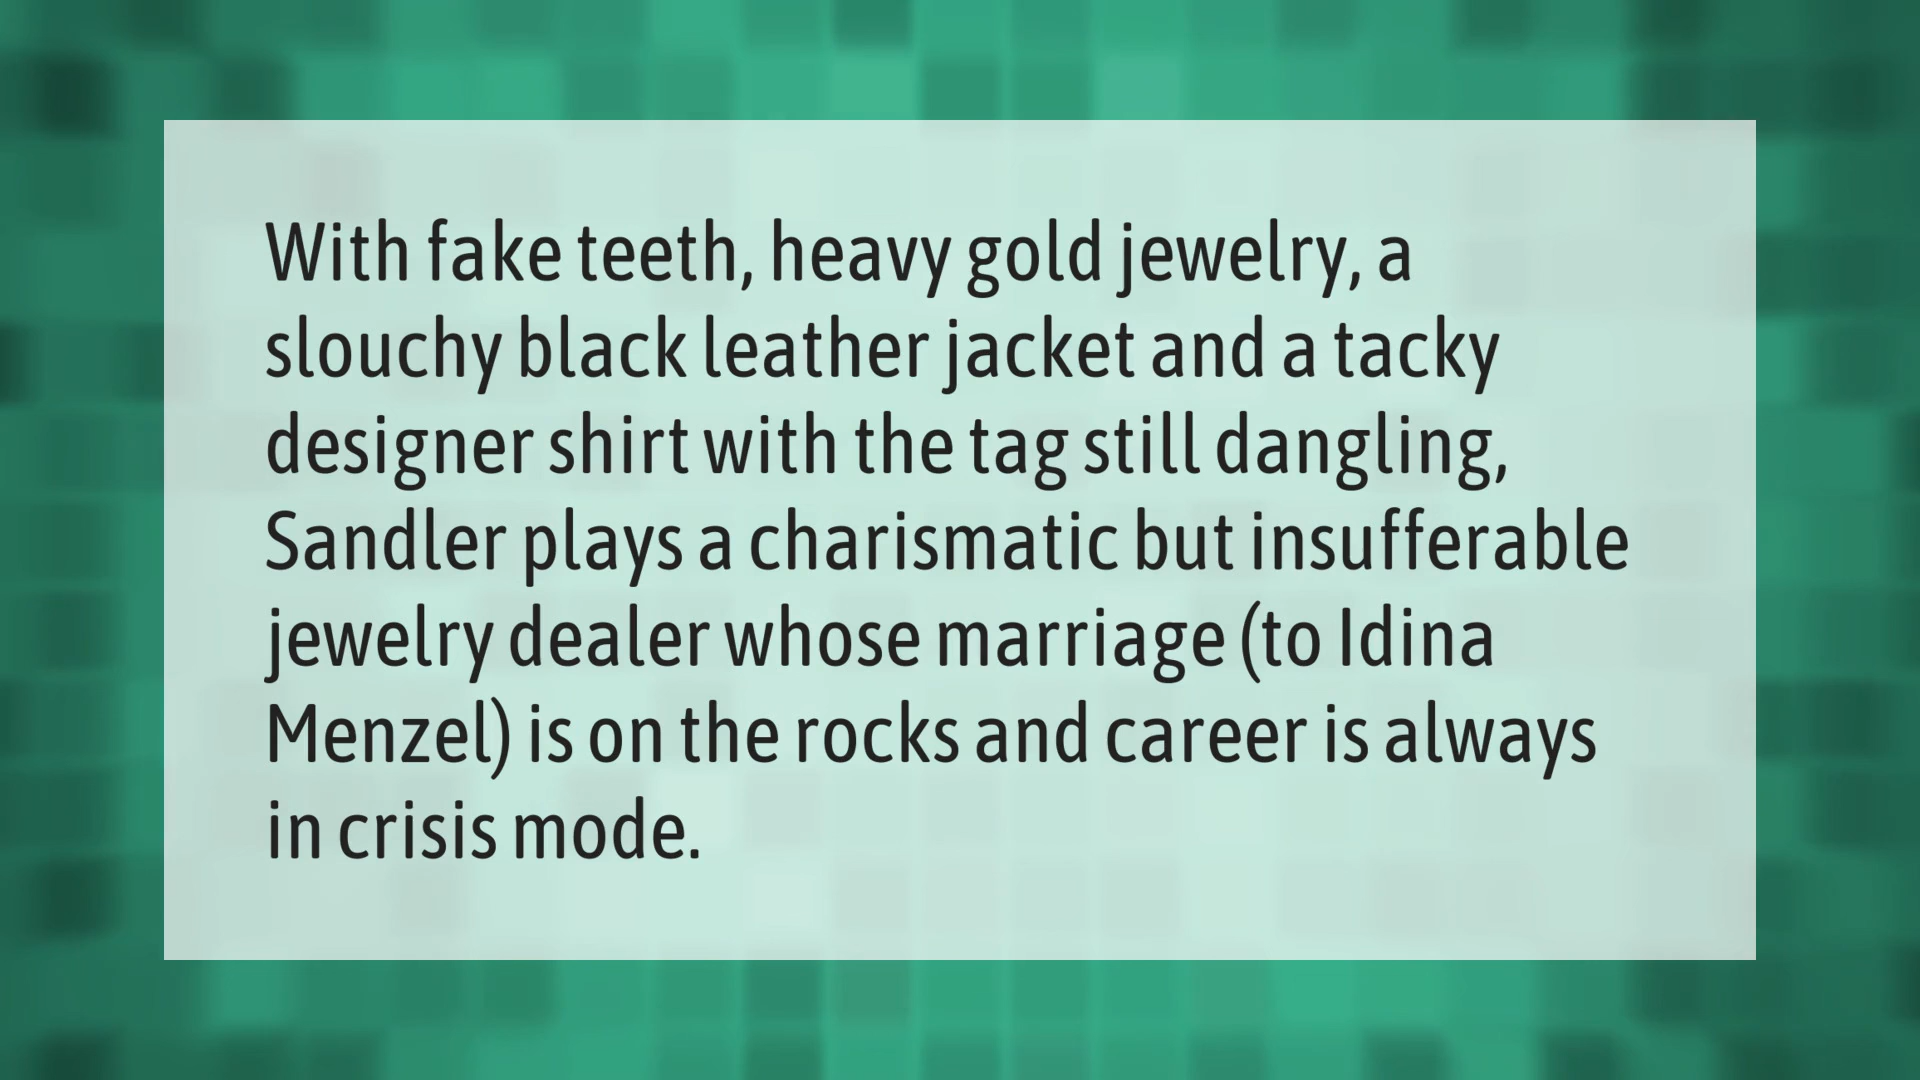 With fake teeth, heavy gold jewelry, a
slouchy black leather jacket and a tacky
designer shirt with the tag still dangling,
Sandler plays a charismatic but insufferable
jewelry dealer whose marriage (to Idina
Menzel) is on the rocks and career is always
in crisis mode.